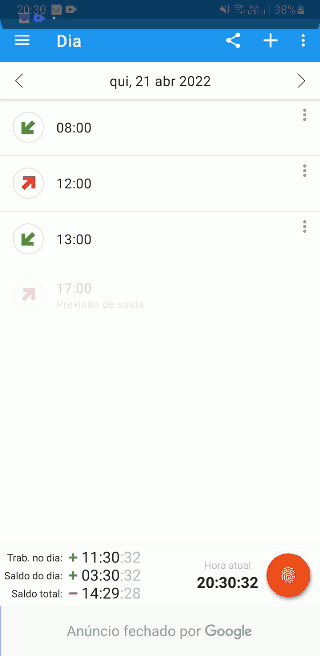 20:30 38%
Dia
qui, 21 abr 2022
08:00
12:00
13:00
17:00
Previsão de saída
Trab. no dia: + 11:30:32
Saldo do dia: + 03:30:32
Saldo total: − 14:29:28
Hora atual
20:30:32
Anúncio fechado por Google